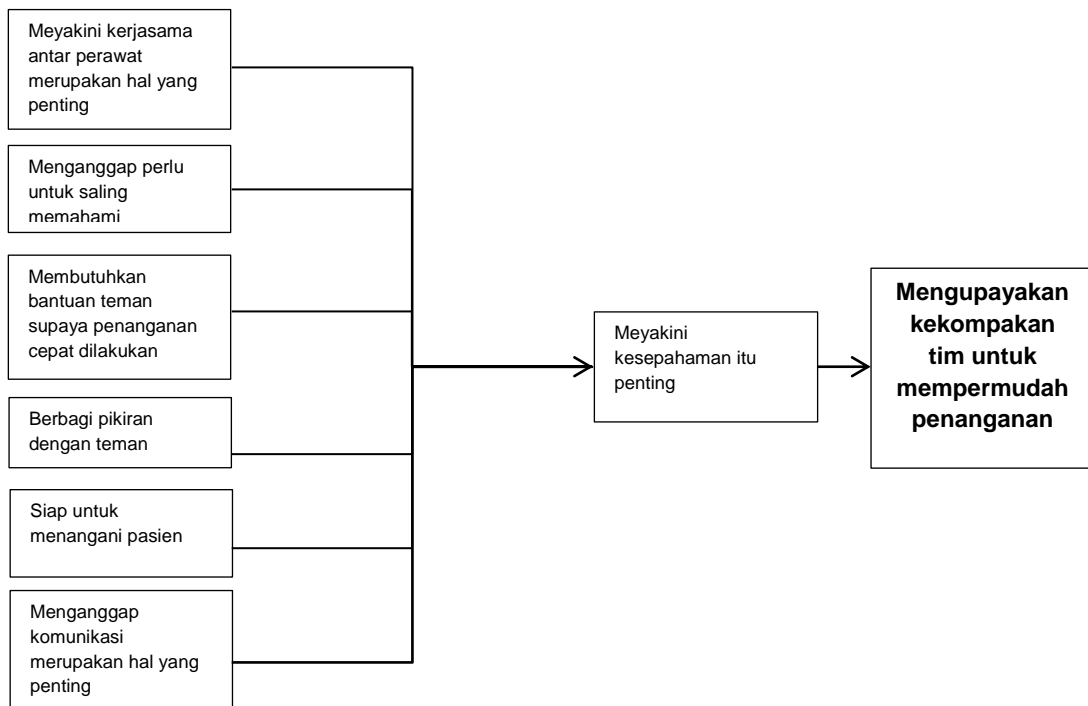 Meyakini kerjasama
antar perawat
merupakan hal yang
penting
Menganggap perlu
untuk saling
memahami
Membutuhkan
bantuan teman
supaya penanganan
cepat dilakukan
Berbagi pikiran
dengan teman
Siap untuk
menangani pasien
Menganggap
komunikasi
merupakan hal yang
penting
Meyakini
kesepahaman itu
penting
Mengupayakan
kekompakan
tim untuk
mempermudah
penanganan